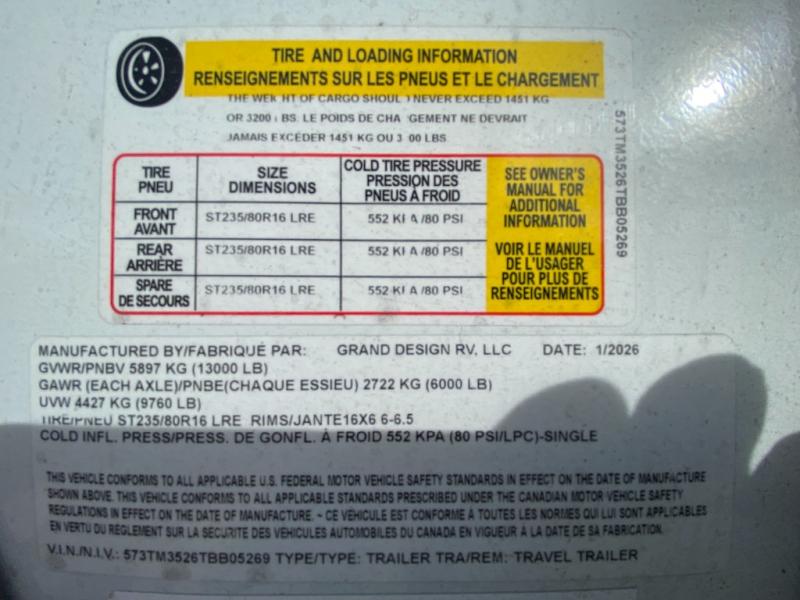 TIRE AND LOADING INFORMATION
RENSEIGNEMENTS SUR LES PNEUS ET LE CHARGEMENT
THE WEIGHT OF CARGO SHOULD NEVER EXCEED 1451 KG
OR 3200 LBS. LE POIDS DE CHARGEMENT NE DEVRAIT
JAMAIS EXCÉDER 1451 KG OU 3200 LBS
TIRE SIZE COLD TIRE PRESSURE
PNEU DIMENSIONS PRESSION DES
PNEUS À FROID
FRONT ST235/80R16 LRE 552 KPA /80 PSI
AVANT
REAR ST235/80R16 LRE 552 KPA /80 PSI
ARRIÈRE
SPARE ST235/80R16 LRE 552 KPA /80 PSI
DE SECOURS
SEE OWNER'S
MANUAL FOR
ADDITIONAL
INFORMATION
VOIR LE MANUEL
DE L'USAGER
POUR PLUS DE
RENSEIGNEMENTS
573TM3526TBB05269
MANUFACTURED BY/FABRIQUÉ PAR: GRAND DESIGN RV, LLC DATE: 1/2026
GVWR/PNBV 5897 KG (13000 LB)
GAWR (EACH AXLE)/PNBE(CHAQUE ESSIEU) 2722 KG (6000 LB)
UVW 4427 KG (9760 LB)
TIRE/PNEU ST235/80R16 LRE RIMS/JANTE16X6 6-6.5
COLD INFL. PRESS/PRESS. DE GONFL. À FROID 552 KPA (80 PSI/LPC)-SINGLE
THIS VEHICLE CONFORMS TO ALL APPLICABLE U.S. FEDERAL MOTOR VEHICLE SAFETY STANDARDS IN EFFECT ON THE DATE OF MANUFACTURE
SHOWN ABOVE. THIS VEHICLE CONFORMS TO ALL APPLICABLE STANDARDS PRESCRIBED UNDER THE CANADIAN MOTOR VEHICLE SAFETY
REGULATIONS IN EFFECT ON THE DATE OF MANUFACTURE. ~ CE VÉHICULE EST CONFORME À TOUTES LES NORMES QUI LUI SONT APPLICABLES
EN VERTU DU RÈGLEMENT SUR LA SÉCURITÉ DES VÉHICULES AUTOMOBILES DU CANADA EN VIGUEUR À LA DATE DE SA FABRICATION.
V.I.N./N.I.V.: 573TM3526TBB05269 TYPE/TYPE: TRAILER TRA/REM: TRAVEL TRAILER